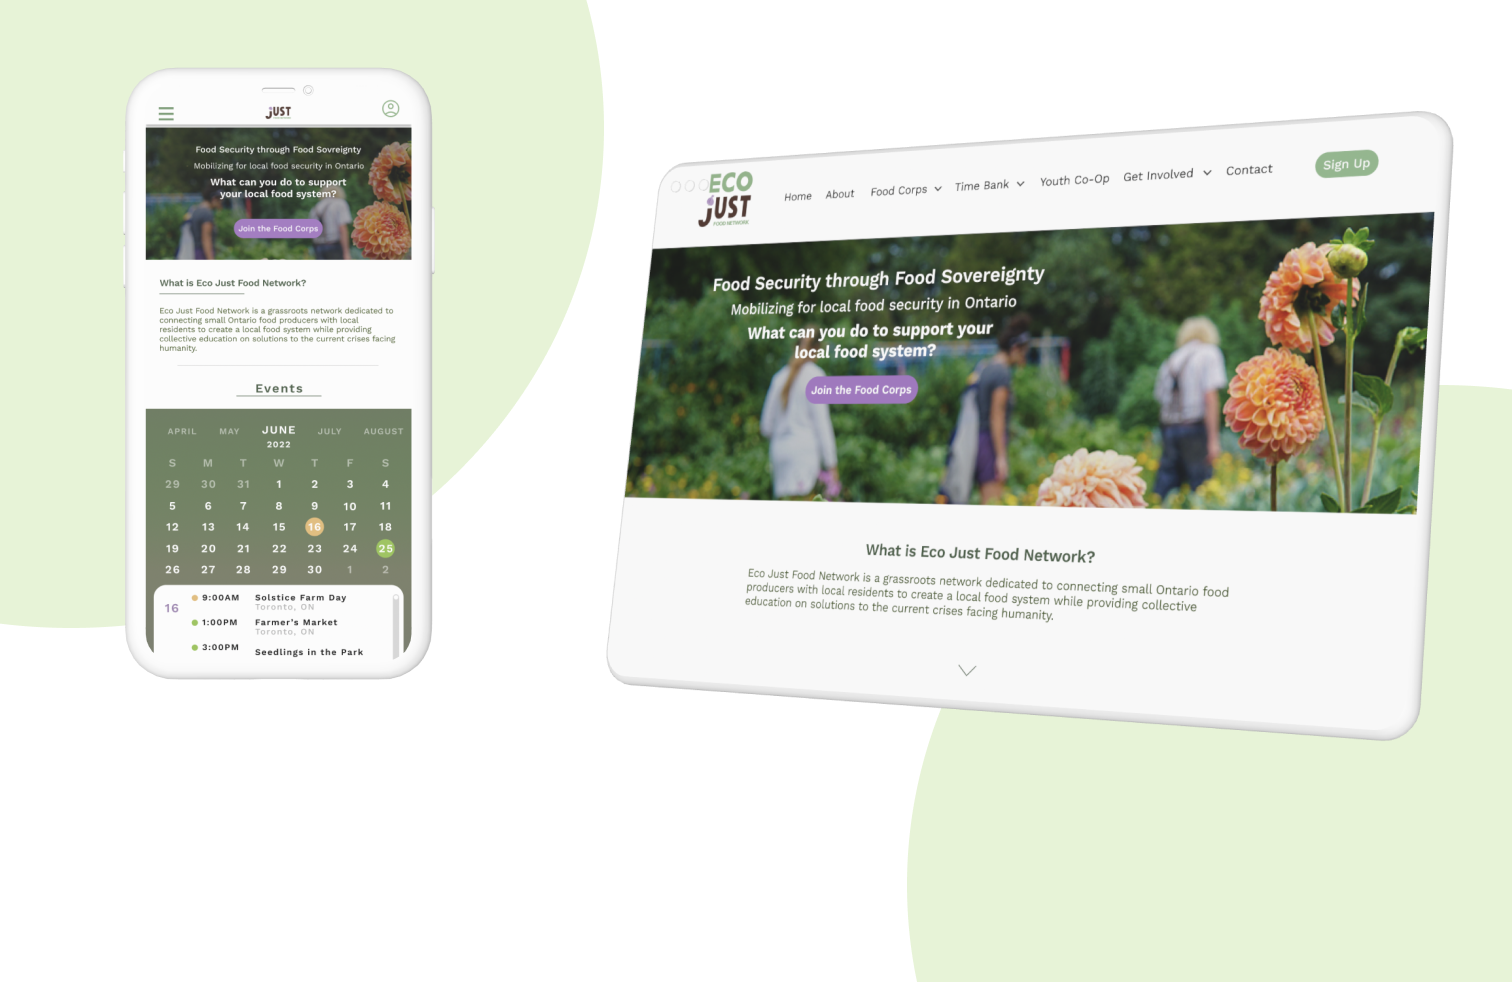 jUST
Food Security through Food Sovreignty
Mobilizing for local food security in Ontario
What can you do to support
your local food system?
Join the Food Corps
What is Eco Just Food Network?
Eco Just Food Network is a grassroots network dedicated to
connecting small Ontario food producers with local
residents to create a local food system while providing
collective education on solutions to the current crises facing
humanity.
Events
APRIL MAY JUNE JULY AUGUST
2022
S M T W T F S
29 30 31 1 2 3 4
5 6 7 8 9 10 11
12 13 14 15 16 17 18
19 20 21 22 23 24 25
26 27 28 29 30 1 2
16 9:00AM Solstice Farm Day
Toronto, ON
1:00PM Farmer's Market
Toronto, ON
3:00PM Seedlings in the Park
ECO
jUST
FOOD NETWORK
Home About Food Corps Time Bank Youth Co-Op Get Involved Contact Sign Up
Food Security through Food Sovereignty
Mobilizing for local food security in Ontario
What can you do to support your
local food system?
Join the Food Corps
What is Eco Just Food Network?
Eco Just Food Network is a grassroots network dedicated to connecting small Ontario food
producers with local residents to create a local food system while providing collective
education on solutions to the current crises facing humanity.